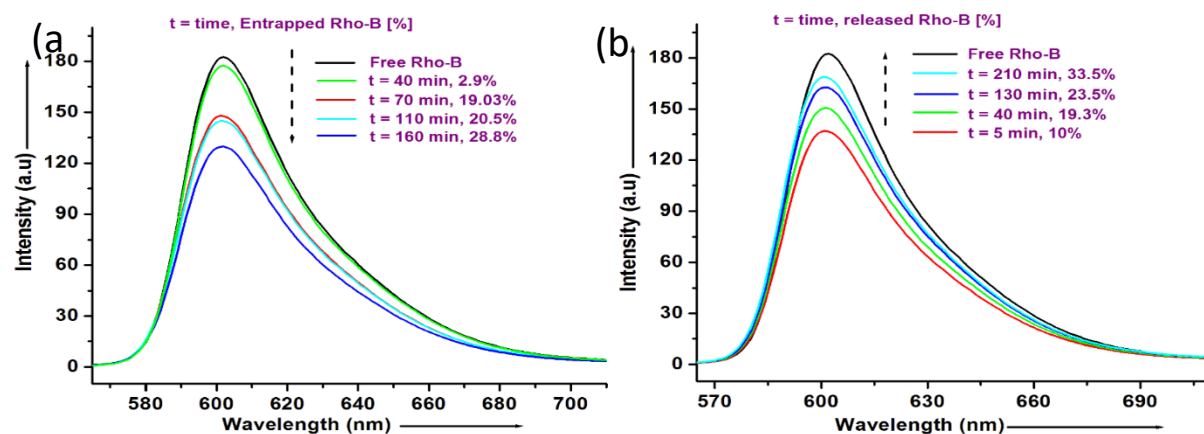 (a)
t = time, Entrapped Rho-B [%]
Free Rho-B
t = 40 min, 2.9%
t = 70 min, 19.03%
t = 110 min, 20.5%
t = 160 min, 28.8%
Intensity (a.u)
180
150
120
90
60
30
0
580 600 620 640 660 680 700
Wavelength (nm)
(b)
t = time, released Rho-B [%]
Free Rho-B
t = 210 min, 33.5%
t = 130 min, 23.5%
t = 40 min, 19.3%
t = 5 min, 10%
Intensity (a.u)
180
150
120
90
60
30
0
570 600 630 660 690
Wavelength (nm)